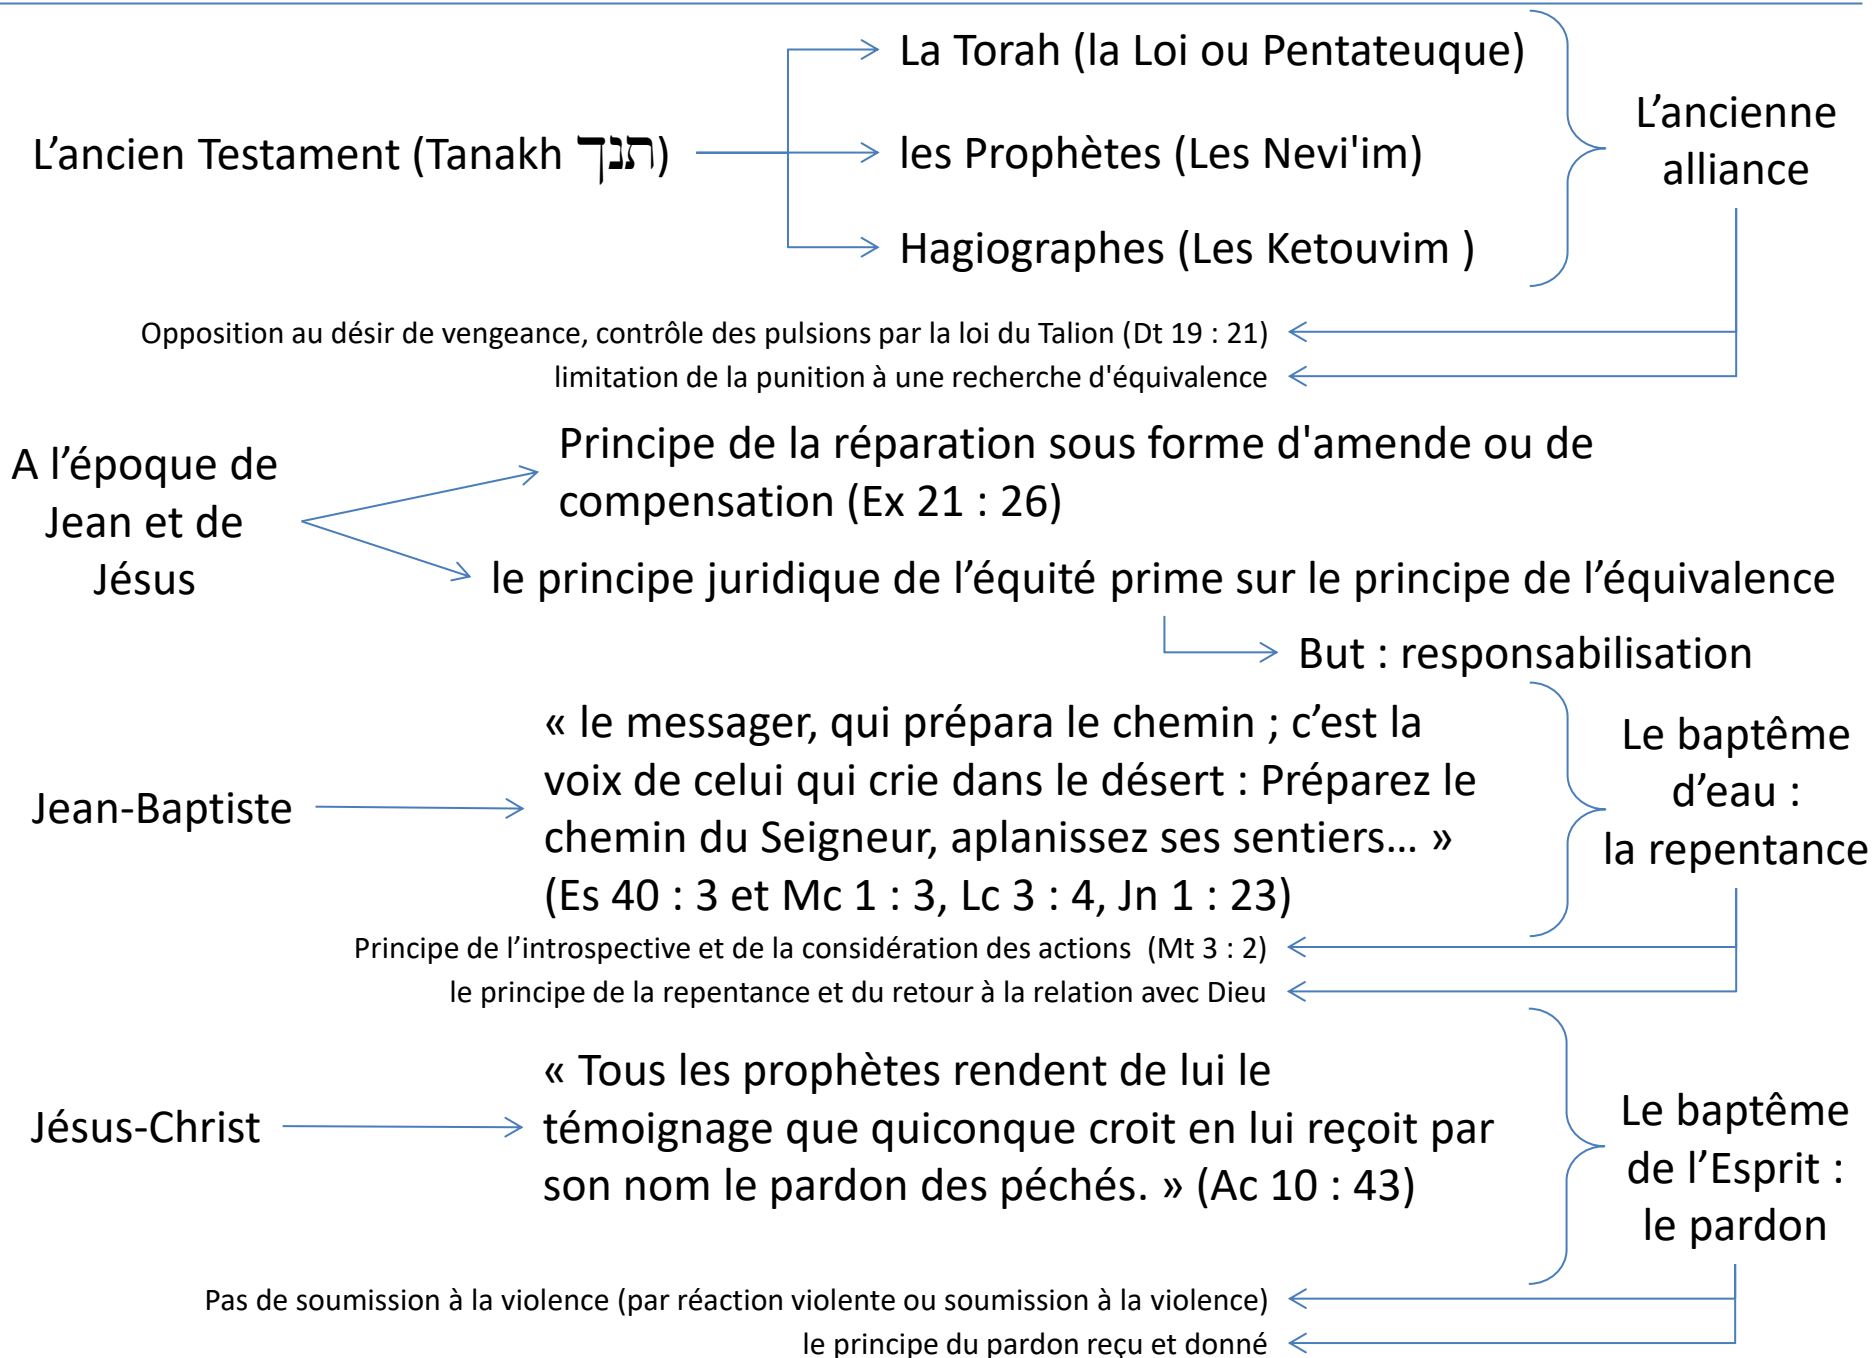 La Torah (la Loi ou Pentateuque)
L’ancien Testament (Tanakh תנך)
les Prophètes (Les Nevi'im)
Hagiographes (Les Ketouvim )
L’ancienne
alliance
Opposition au désir de vengeance, contrôle des pulsions par la loi du Talion (Dt 19 : 21)
limitation de la punition à une recherche d'équivalence
A l’époque de
Jean et de
Jésus
Principe de la réparation sous forme d'amende ou de
compensation (Ex 21 : 26)
le principe juridique de l’équité prime sur le principe de l’équivalence
But : responsabilisation
Jean-Baptiste
« le messager, qui prépara le chemin ; c’est la
voix de celui qui crie dans le désert : Préparez le
chemin du Seigneur, aplanissez ses sentiers… »
(Es 40 : 3 et Mc 1 : 3, Lc 3 : 4, Jn 1 : 23)
Le baptême
d’eau :
la repentance
Principe de l’introspective et de la considération des actions  (Mt 3 : 2)
le principe de la repentance et du retour à la relation avec Dieu
Jésus-Christ
« Tous les prophètes rendent de lui le
témoignage que quiconque croit en lui reçoit par
son nom le pardon des péchés. » (Ac 10 : 43)
Le baptême
de l’Esprit :
le pardon
Pas de soumission à la violence (par réaction violente ou soumission à la violence)
le principe du pardon reçu et donné